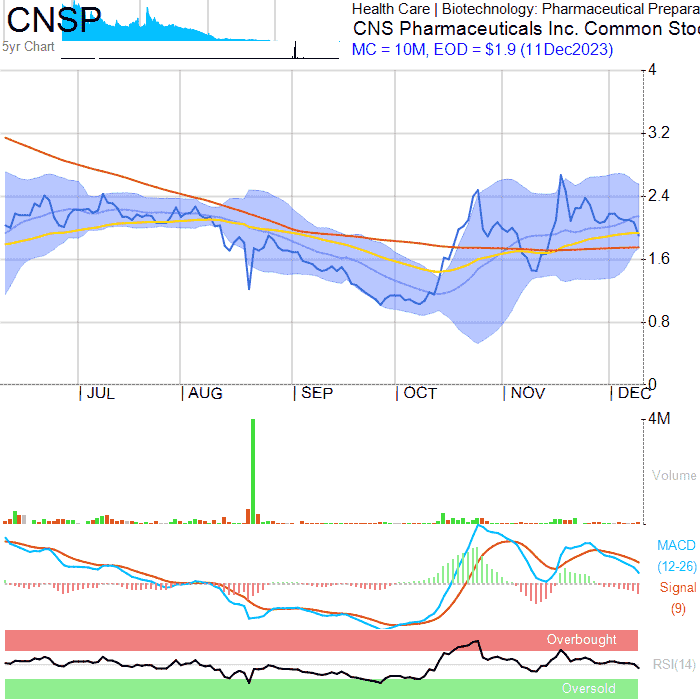 CNSP
5yr Chart
Health Care | Biotechnology: Pharmaceutical Prepara
CNS Pharmaceuticals Inc. Common Sto
MC = 10M, EOD = $1.9 (11Dec2023)
4
3.2
2.4
1.6
0.8
0
| JUL | AUG | SEP | OCT | NOV | DEC
4M
Volume
MACD
(12-26)
Signal
(9)
Overbought
RSI(14)
Oversold